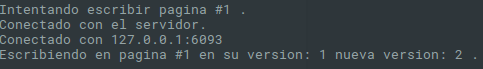 Intentando escribir pagina #1 .
Conectado con el servidor.
Conectado con 127.0.0.1:6093
Escribiendo en pagina #1 en su version: 1 nueva version: 2 .